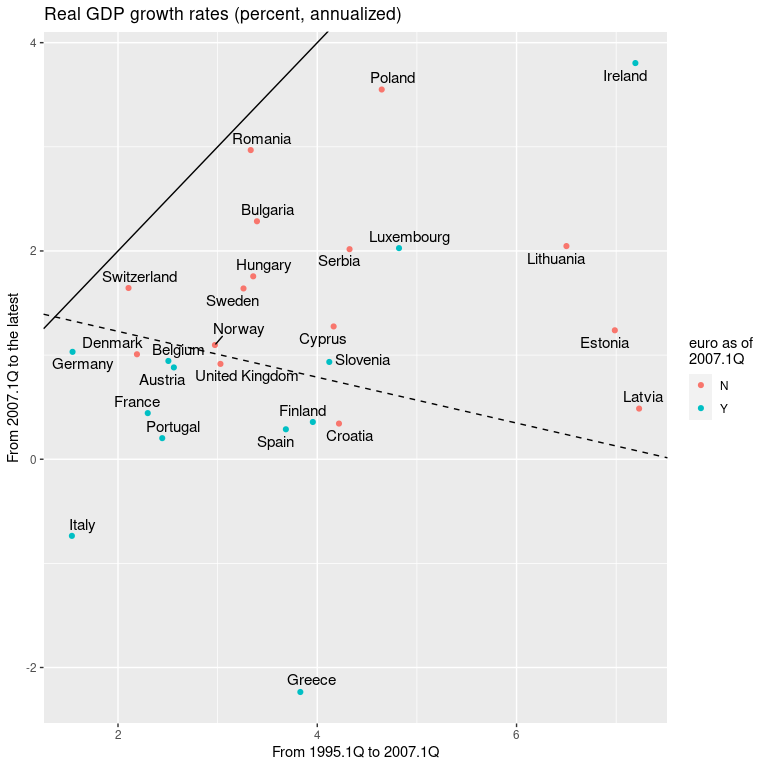 Real GDP growth rates (percent, annualized)
4
Poland
Ireland
Romania
Bulgaria
Luxembourg
2
Serbia
Lithuania
Hungary
Switzerland
Sweden
Norway
Cyprus
Denmark
Belgium
Estonia
Germany
Slovenia
Austria
United Kingdom
France
Finland
Latvia
Portugal
Spain
Croatia
0
Italy
-2
Greece
2
4
6
From 1995.1Q to 2007.1Q
From 2007.1Q to the latest
euro as of
2007.1Q
N
Y